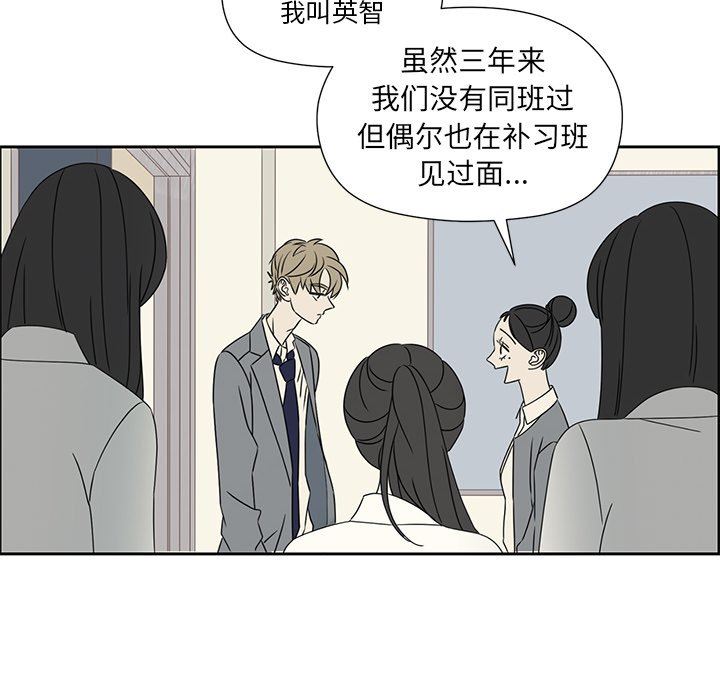 我叫英智
虽然三年来
我们没有同班过
但偶尔也在补习班
见过面...